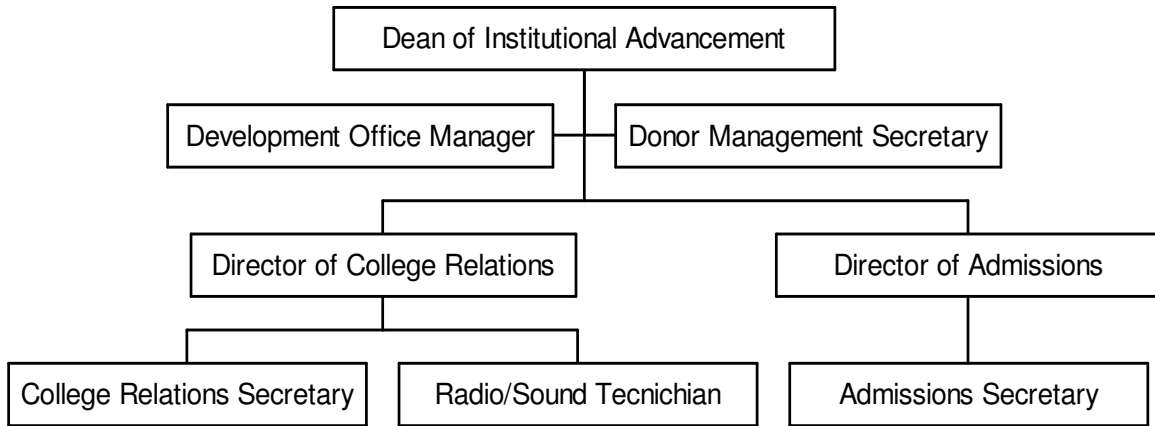 Dean of Institutional Advancement
Development Office Manager
Donor Management Secretary
Director of College Relations
Director of Admissions
College Relations Secretary
Radio/Sound Tecnichian
Admissions Secretary